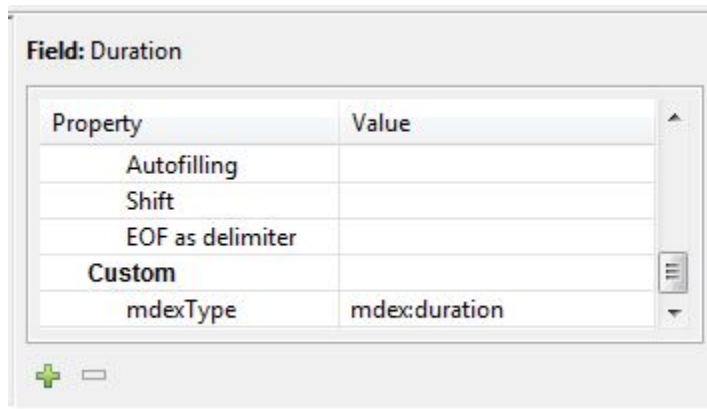 Field: Duration
Property Value
Autofilling
Shift
EOF as delimiter
Custom
mdexType mdex:duration